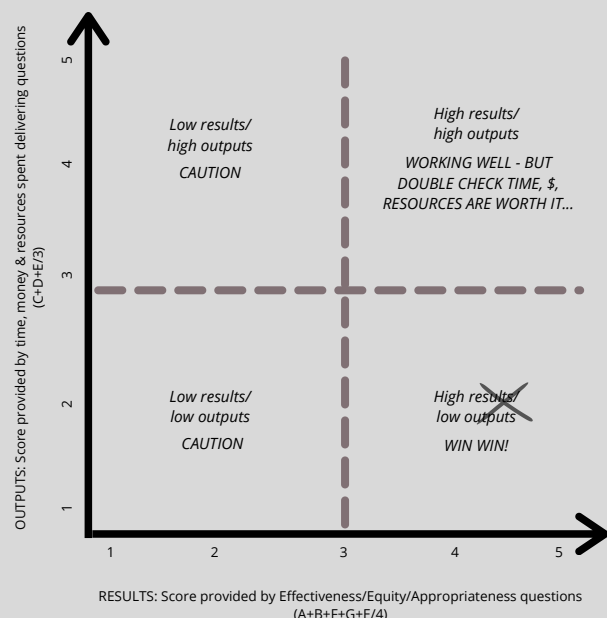 OUTPUTS: Score provided by time, money & resources spent delivering questions
(C+D+E/3)
5
4
3
2
1
Low results/
high outputs
CAUTION
High results/
high outputs
WORKING WELL - BUT
DOUBLE CHECK TIME, $,
RESOURCES ARE WORTH IT...
Low results/
low outputs
CAUTION
High results/
low outputs
WIN WIN!
1
2
3
4
5
RESULTS: Score provided by Effectiveness/Equity/Appropriateness questions
(A+B+F+G+E/4)